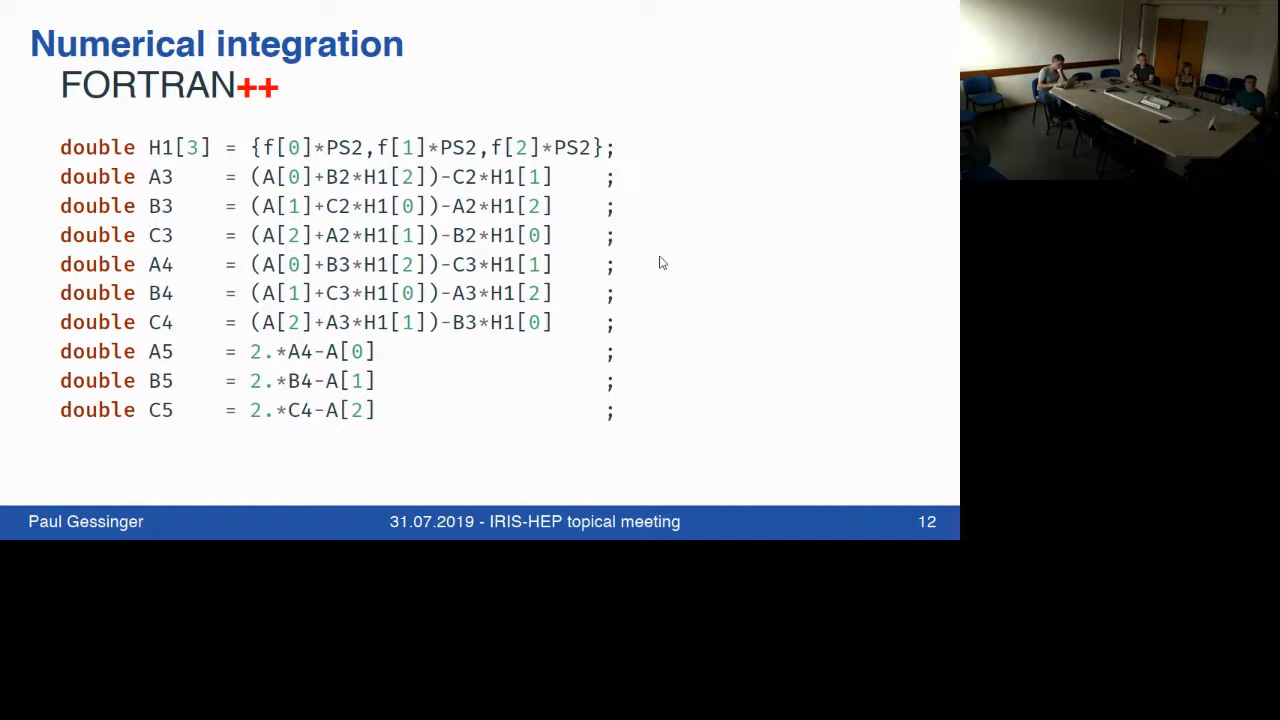 Numerical integration
FORTRAN++
double H1[3] = {f[0]*PS2,f[1]*PS2,f[2]*PS2};
double A3    = (A[0]+B2*H1[2])-C2*H1[1]    ;
double B3    = (A[1]+C2*H1[0])-A2*H1[2]    ;
double C3    = (A[2]+A2*H1[1])-B2*H1[0]    ;
double A4    = (A[0]+B3*H1[2])-C3*H1[1]    ;
double B4    = (A[1]+C3*H1[0])-A3*H1[2]    ;
double C4    = (A[2]+A3*H1[1])-B3*H1[0]    ;
double A5    = 2.*A4-A[0]                  ;
double B5    = 2.*B4-A[1]                  ;
double C5    = 2.*C4-A[2]                  ;
Paul Gessinger 31.07.2019 - IRIS-HEP topical meeting 12